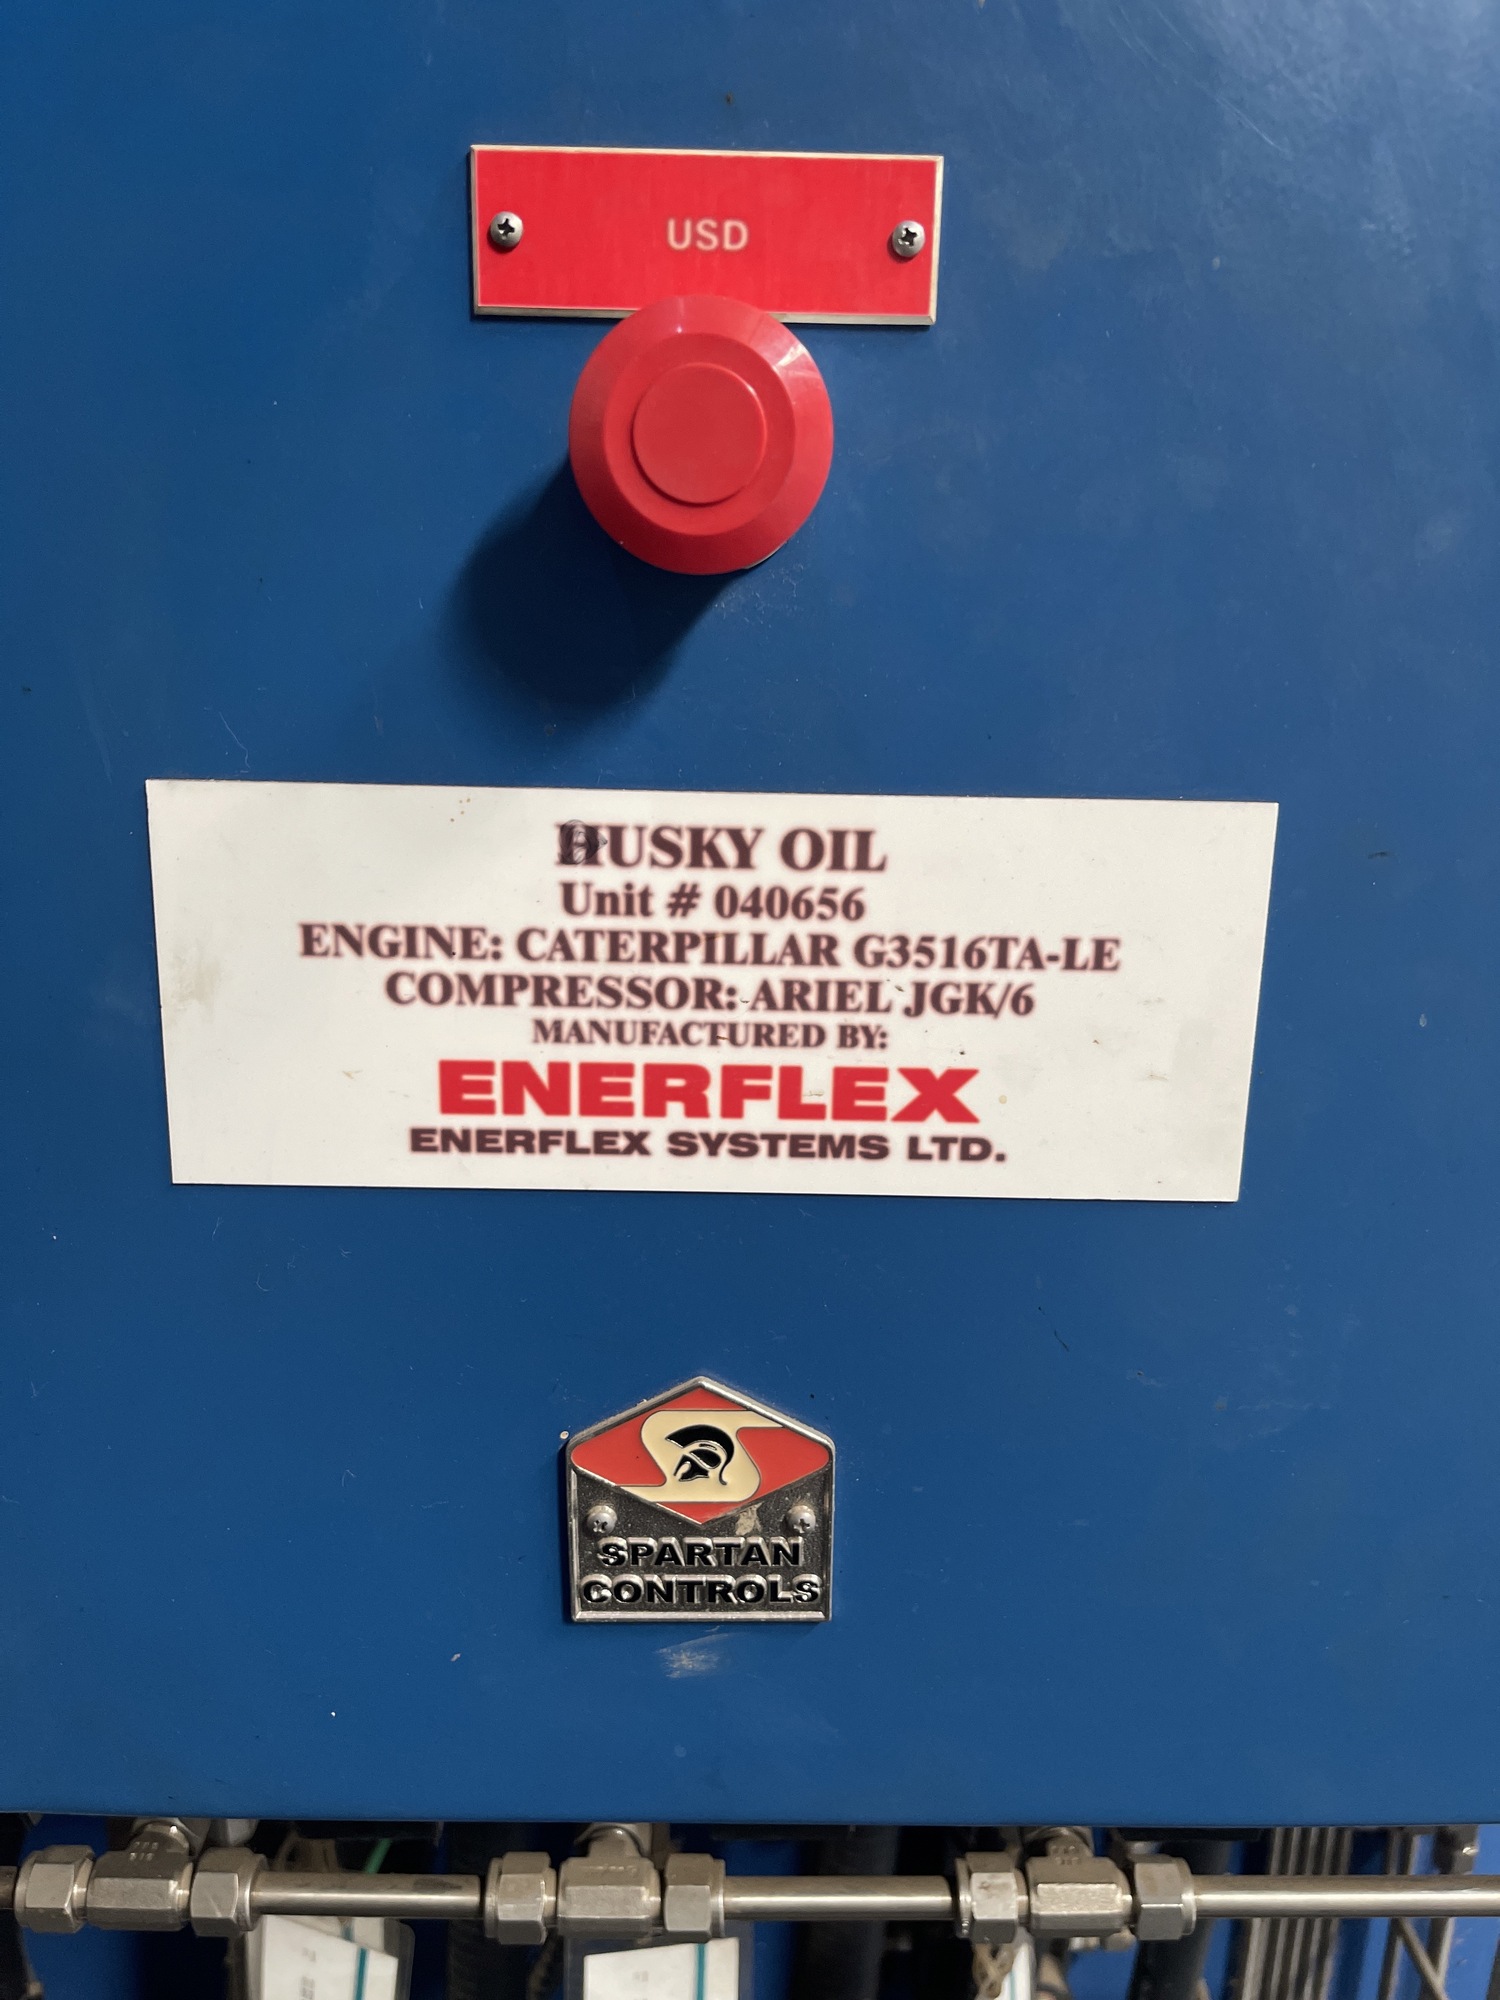 USD
HUSKY OIL
Unit # 040656
ENGINE: CATERPILLAR G3516TA-LE
COMPRESSOR: ARIEL JGK/6
MANUFACTURED BY:
ENERFLEX
ENERFLEX SYSTEMS LTD.
SPARTAN
CONTROLS